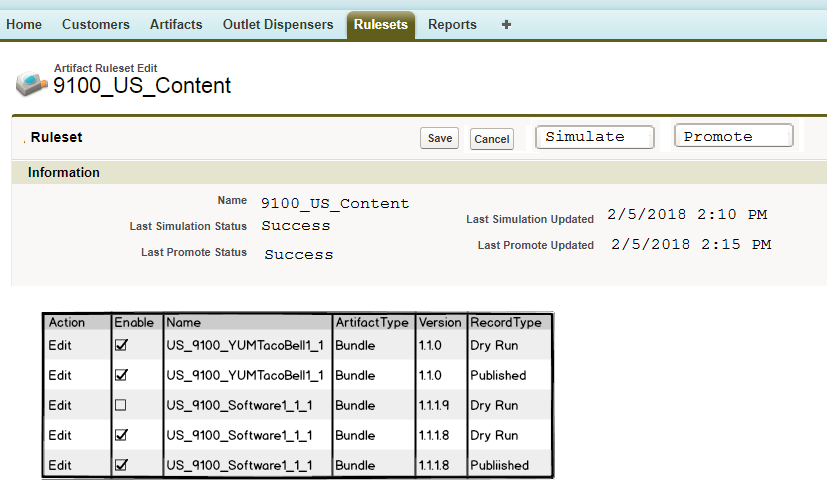 Home Customers Artifacts Outlet Dispensers Rulesets Reports +
Artifact Ruleset Edit
9100_US_Content
Ruleset Save Cancel Simulate Promote
Information
Name 9100_US_Content
Last Simulation Status Success Last Simulation Updated 2/5/2018 2:10 PM
Last Promote Status Success Last Promote Updated 2/5/2018 2:15 PM
Action Enable Name ArtifactType Version RecordType
Edit US_9100_YUMTacoBell1_1 Bundle 1.1.0 Dry Run
Edit US_9100_YUMTacoBell1_1 Bundle 1.1.0 Published
Edit US_9100_Software1_1_1 Bundle 1.1.1.9 Dry Run
Edit US_9100_Software1_1_1 Bundle 1.1.1.8 Dry Run
Edit US_9100_Software1_1_1 Bundle 1.1.1.8 Publiished